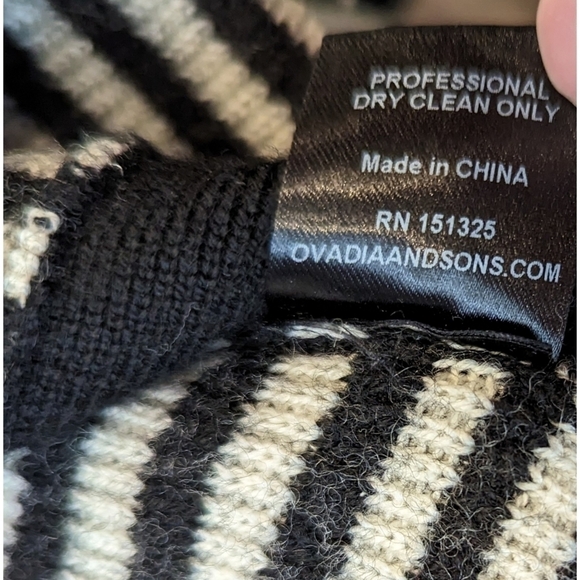 PROFESSIONAL
DRY CLEAN ONLY
Made in CHINA
RN 151325
OVADIAANDSONS.COM